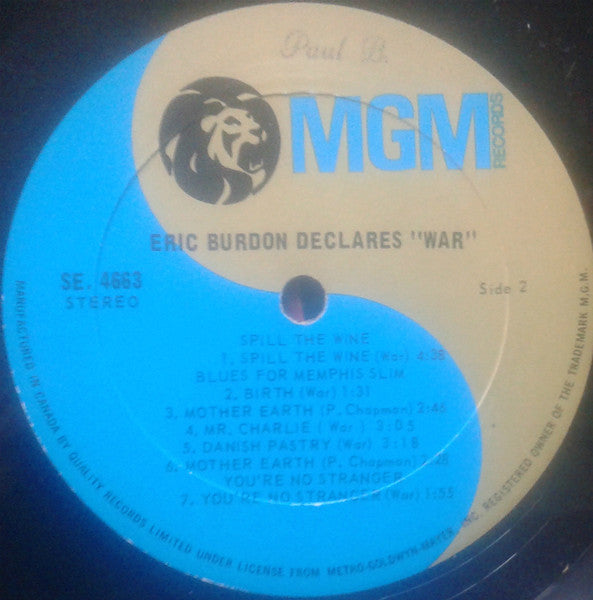 Paul B.
MGM
RECORDS
ERIC BURDON DECLARES "WAR"
SE. 4663
STEREO
Side 2
SPILL THE WINE
1. SPILL THE WINE (War) 4:38
BLUES FOR MEMPHIS SLIM
2. BIRTH (War) 1:31
3. MOTHER EARTH (P. Chapman) 2:46
4. MR. CHARLIE ( War ) 3:05
5. DANISH PASTRY (War) 3:18
6. MOTHER EARTH (P. Chapman) 2:48
YOU'RE NO STRANGER
7. YOU'RE NO STRANGER (War) 1:55
MANUFACTURED IN CANADA BY QUALITY RECORDS LIMITED UNDER LICENSE FROM METRO-GOLDWYN-MAYER, INC. REGISTERED OWNER OF THE TRADEMARK M.G.M.